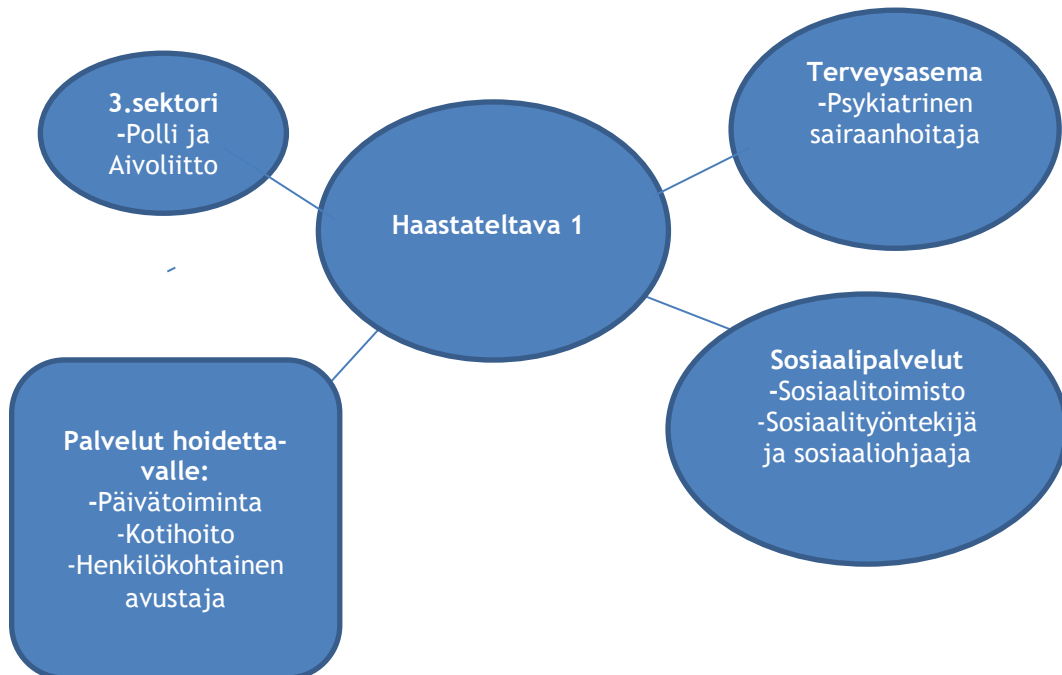 3.sektori
-Polli ja
Aivoliitto
Terveysasema
-Psykiatrinen
sairaanhoitaja
Haastateltava 1
Sosiaalipalvelut
-Sosiaalitoimisto
-Sosiaalityöntekijä
ja sosiaaliohjaaja
Palvelut hoidetta-
valle:
-Päivätoiminta
-Kotihoito
-Henkilökohtainen
avustaja